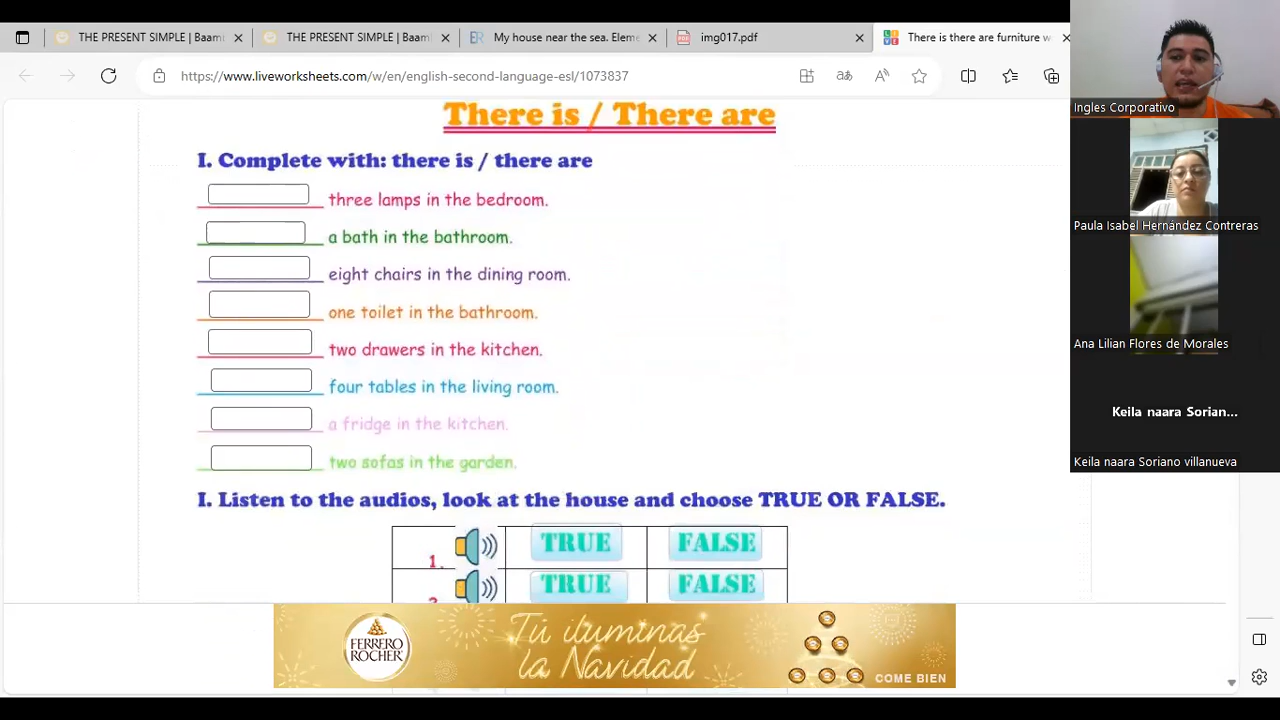 THE PRESENT SIMPLE | Baam
THE PRESENT SIMPLE | Baam
My house near the sea. Eleme
img017.pdf
There is there are furniture w
https://www.liveworksheets.com/w/en/english-second-language-esl/1073837
There is / There are
I. Complete with: there is / there are
three lamps in the bedroom.
a bath in the bathroom.
eight chairs in the dining room.
one toilet in the bathroom.
two drawers in the kitchen.
four tables in the living room.
a fridge in the kitchen.
two sofas in the garden.
I. Listen to the audios, look at the house and choose TRUE OR FALSE.
1. TRUE FALSE
TRUE FALSE
FERRERO ROCHER
Tú iluminas
la Navidad
COME BIEN
Ingles Corporativo
Paula Isabel Hernández Contreras
Ana Lilian Flores de Morales
Keila naara Sorian...
Keila naara Soriano villanueva